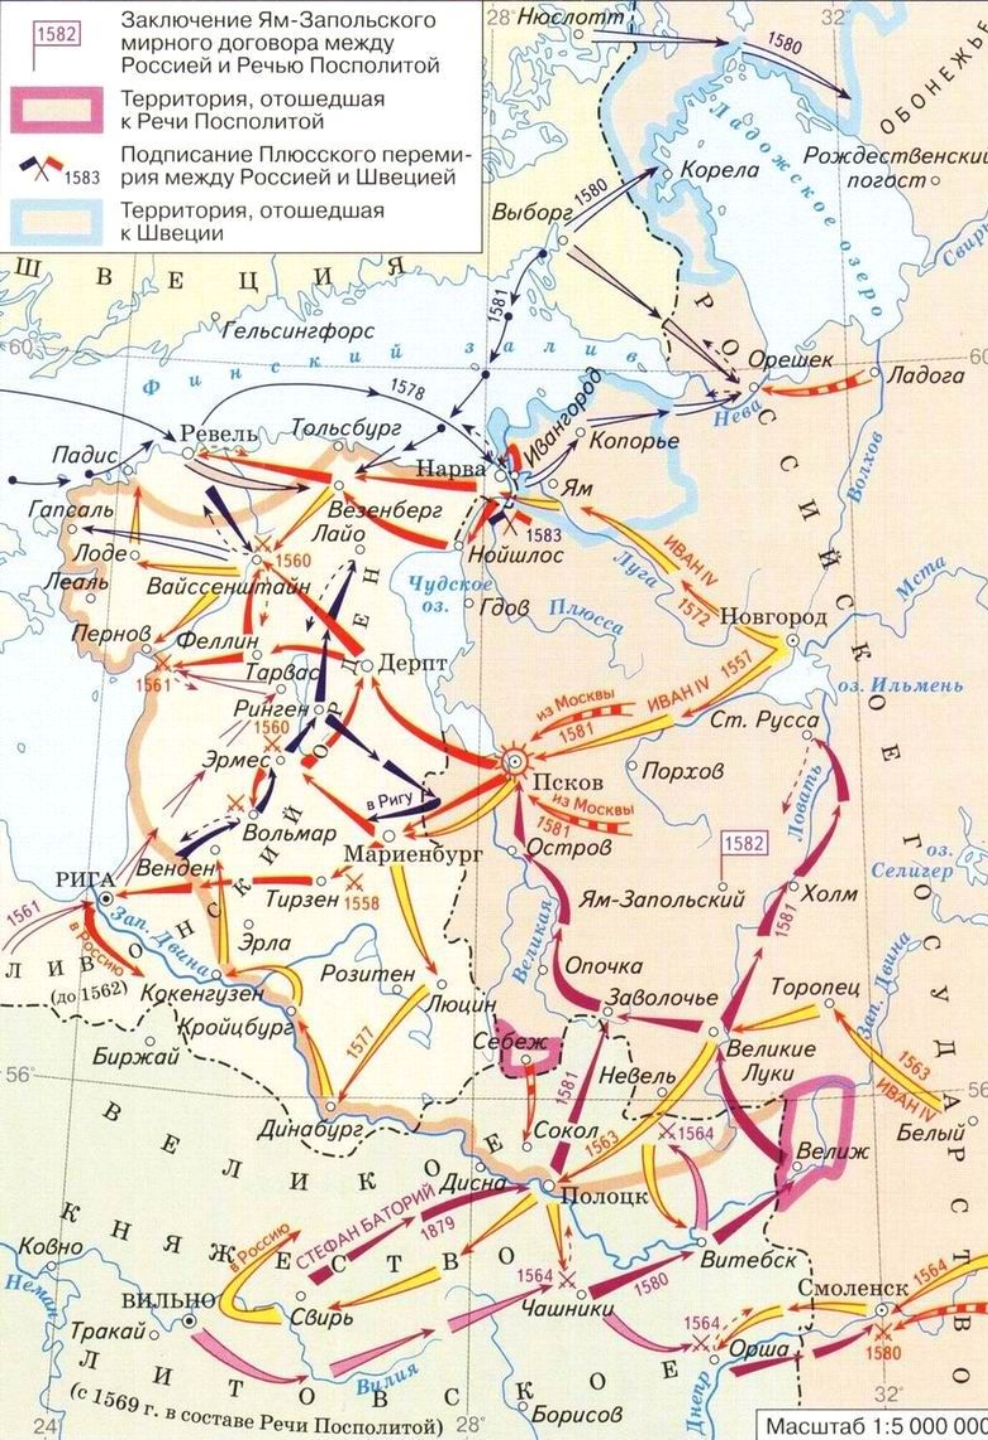 1582
Заключение Ям-Запольского
мирного договора между
Россией и Речью Посполитой
Территория, отошедшая
к Речи Посполитой
Подписание Плюсского переми-
рия между Россией и Швецией
1583
Территория, отошедшая
к Швеции
28°
32°
Нюслотт
1580
ОБОНЕЖЬЕ
Ладожское озеро
Корела
Рождественский
погост
1580
Выборг
Свирь
ШВЕЦИЯ
1581
Гельсингфорс
60°
60
Финский залив
РОССИЙСКОЕ ГОСУДАРСТВО
Орешек
Ладога
1578
Нева
Ивангород
Копорье
Ревель
Тольсбург
Падис
Нарва
Ям
Волхов
Гапсаль
Везенберг
1583
Лайо
Нойшлос
ИВАН IV
Лоде
1560
Луга
Мста
Леаль
Вайссенштайн
Чудское
оз.
Гдов
Плюсса
1572
Новгород
Пернов
Феллин
Дерпт
1557
1561
Тарвас
ИВАН IV
из Москвы
1581
оз. Ильмень
Ринген
Ст. Русса
1560
Эрмес
Псков
Порхов
в Ригу
из Москвы
1581
Ловать
Вольмар
Остров
1582
оз.
Селигер
Мариенбург
Венден
РИГА
Тирзен
1558
Ям-Запольский
Холм
1561
в Россию
Зап. Двина
Эрла
Великая
1581
Зап. Двина
ЛИВОНСКИЙ ОРДЕН
(до 1562)
Розитен
Опочка
Кокенгузен
Люцин
Заволочье
Торопец
Кройцбург
1577
Себеж
Великие
Луки
Биржай
56°
56
Невель
1581
1563
ИВАН IV
Белый
Динабург
Сокол
1563
1564
Велиж
ВЕЛИКОЕ
Дисна
Полоцк
СТЕФАН БАТОРИЙ
1879
КНЯЖЕСТВО
в Россию
Ковно
Неман
Витебск
1564
1580
Смоленск
1564
ВИЛЬНО
Свирь
Чашники
Тракай
1564
Орша
1580
Вилия
ЛИТОВСКОЕ
(с 1569 г. в составе Речи Посполитой)
Днепр
Борисов
24°
28°
32°
Масштаб 1:5 000 000